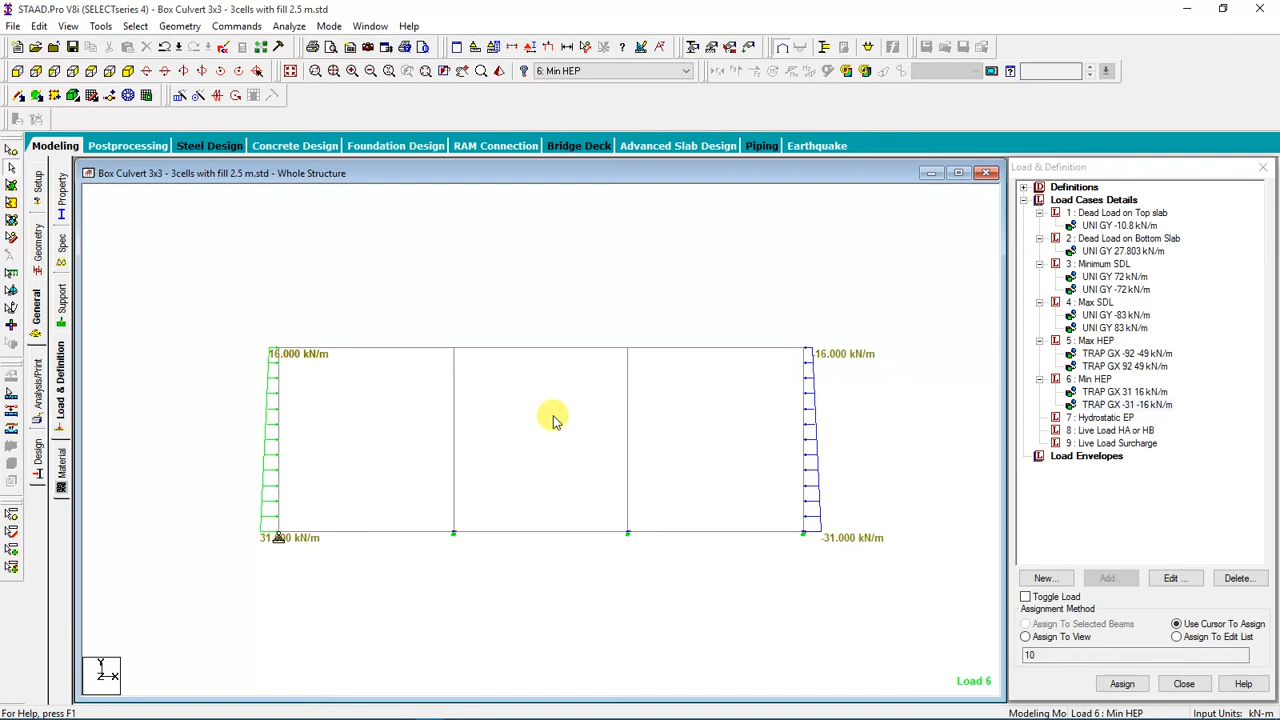 STAAD.Pro V8i (SELECTseries 4) - Box Culvert 3x3 - 3cells with fill 2.5 m.std
File Edit View Tools Select Geometry Commands Analyze Mode Window Help
6: Min HEP
Modeling Postprocessing Steel Design Concrete Design Foundation Design RAM Connection Bridge Deck Advanced Slab Design Piping Earthquake
Setup
Geometry
General
Analysis/Print
Design
Property
Spec
Support
Load & Definition
Material
Box Culvert 3x3 - 3cells with fill 2.5 m.std - Whole Structure
16.000 kN/m
16.000 kN/m
-31.000 kN/m
Y
X
Load 6
Load & Definition
Definitions
Load Cases Details
1 : Dead Load on Top slab
UNI GY -10.8 kN/m
2 : Dead Load on Bottom Slab
UNI GY 27.803 kN/m
3 : Minimum SDL
UNI GY 72 kN/m
UNI GY -72 kN/m
4 : Max SDL
UNI GY -83 kN/m
UNI GY 83 kN/m
5 : Max HEP
TRAP GX -92 -49 kN/m
TRAP GX 92 49 kN/m
6 : Min HEP
TRAP GX 31 16 kN/m
TRAP GX -31 -16 kN/m
7 : Hydrostatic EP
8 : Live Load HA or HB
9 : Live Load Surcharge
Load Envelopes
New... Add... Edit ... Delete...
Toggle Load
Assignment Method
Assign To Selected Beams Use Cursor To Assign
Assign To View Assign To Edit List
10
Assign Close Help
For Help, press F1
Modeling Mo Load 6 : Min HEP Input Units: kN-m